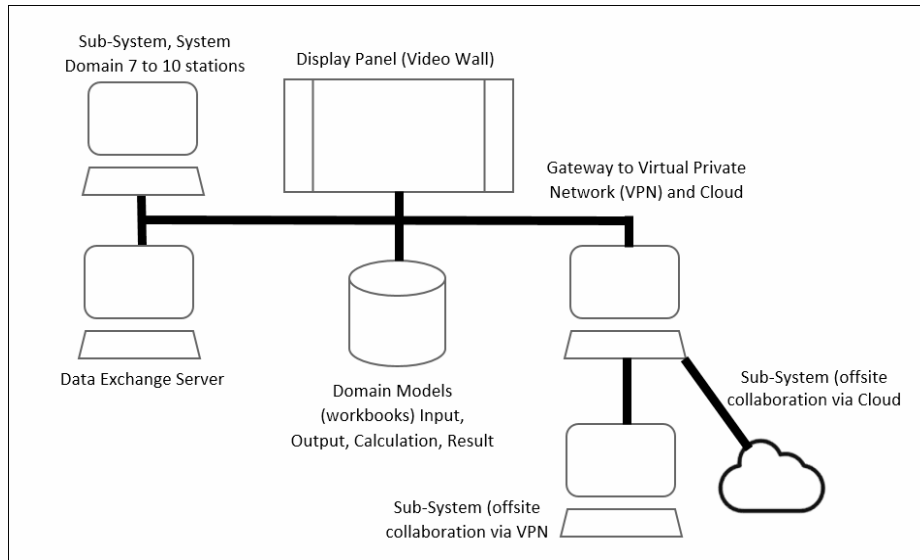 Sub-System, System
Domain 7 to 10 stations
Display Panel (Video Wall)
Gateway to Virtual Private
Network (VPN) and Cloud
Data Exchange Server
Domain Models
(workbooks) Input,
Output, Calculation, Result
Sub-System (offsite
collaboration via Cloud
Sub-System (offsite
collaboration via VPN